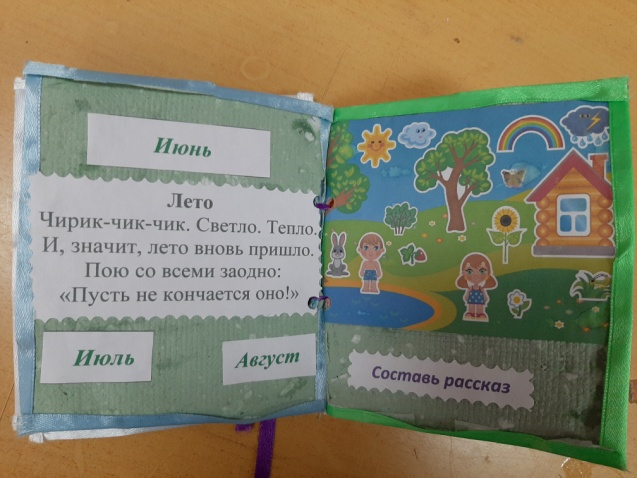 Июнь
Лето
Чирик-чик-чик. Светло. Тепло.
И, значит, лето вновь пришло.
Пою со всеми заодно:
«Пусть не кончается оно!»
Июль
Август
Составь рассказ